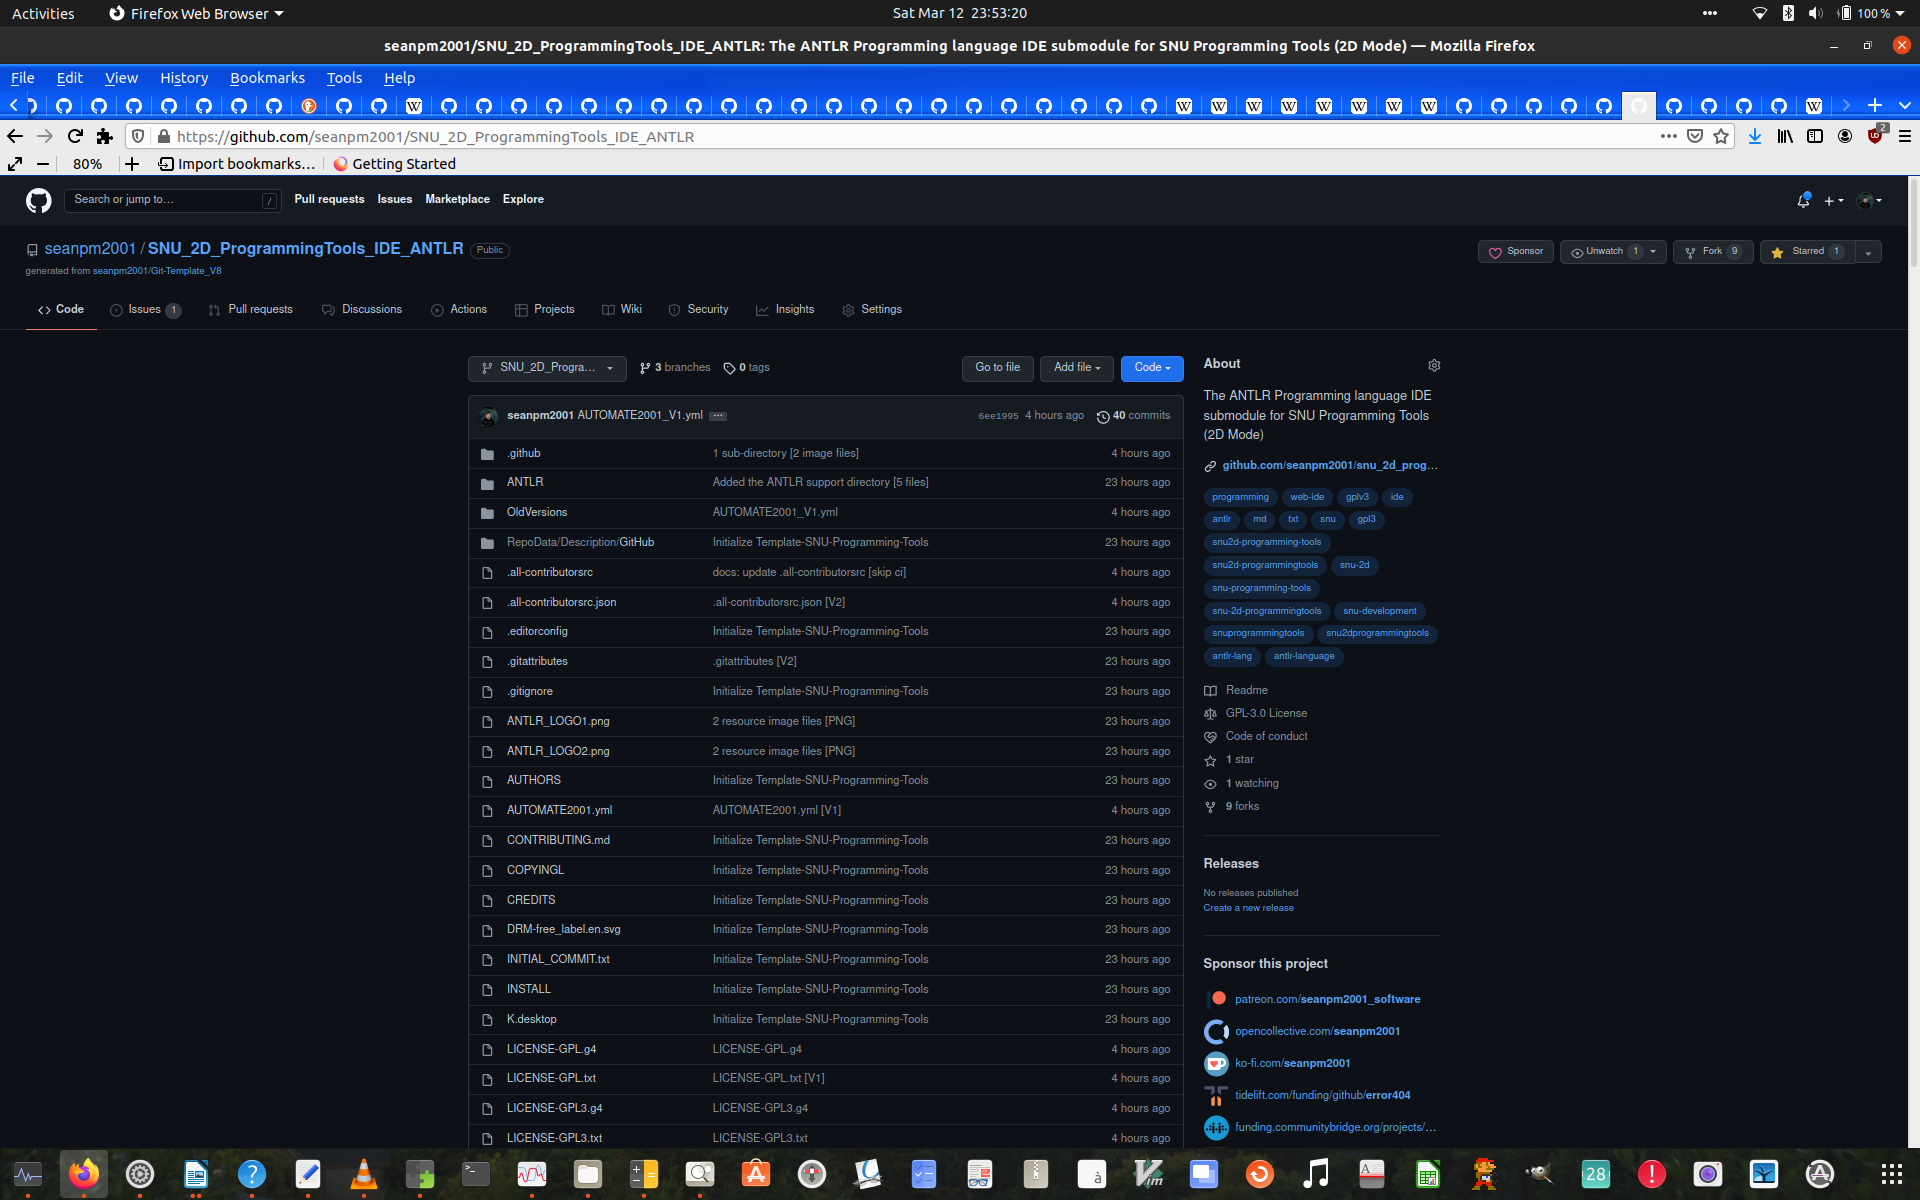 Activities
Firefox Web Browser
Sat Mar 12 23:53:20
100 %
seanpm2001/SNU_2D_ProgrammingTools_IDE_ANTLR: The ANTLR Programming language IDE submodule for SNU Programming Tools (2D Mode) — Mozilla Firefox
File Edit View History Bookmarks Tools Help
https://github.com/seanpm2001/SNU_2D_ProgrammingTools_IDE_ANTLR
2
80% Import bookmarks… Getting Started
Search or jump to… / Pull requests Issues Marketplace Explore
seanpm2001 / SNU_2D_ProgrammingTools_IDE_ANTLR Public
Sponsor Unwatch 1 Fork 9 Starred 1
generated from seanpm2001/Git-Template_V8
Code Issues 1 Pull requests Discussions Actions Projects Wiki Security Insights Settings
SNU_2D_Progra… 3 branches 0 tags Go to file Add file Code
seanpm2001 AUTOMATE2001_V1.yml 6ee1995 4 hours ago 40 commits
.github 1 sub-directory [2 image files] 4 hours ago
ANTLR Added the ANTLR support directory [5 files] 23 hours ago
OldVersions AUTOMATE2001_V1.yml 4 hours ago
RepoData/Description/GitHub Initialize Template-SNU-Programming-Tools 23 hours ago
.all-contributorsrc docs: update .all-contributorsrc [skip ci] 4 hours ago
.all-contributorsrc.json .all-contributorsrc.json [V2] 4 hours ago
.editorconfig Initialize Template-SNU-Programming-Tools 23 hours ago
.gitattributes .gitattributes [V2] 23 hours ago
.gitignore Initialize Template-SNU-Programming-Tools 23 hours ago
ANTLR_LOGO1.png 2 resource image files [PNG] 23 hours ago
ANTLR_LOGO2.png 2 resource image files [PNG] 23 hours ago
AUTHORS Initialize Template-SNU-Programming-Tools 23 hours ago
AUTOMATE2001.yml AUTOMATE2001.yml [V1] 4 hours ago
CONTRIBUTING.md Initialize Template-SNU-Programming-Tools 23 hours ago
COPYINGL Initialize Template-SNU-Programming-Tools 23 hours ago
CREDITS Initialize Template-SNU-Programming-Tools 23 hours ago
DRM-free_label.en.svg Initialize Template-SNU-Programming-Tools 23 hours ago
INITIAL_COMMIT.txt Initialize Template-SNU-Programming-Tools 23 hours ago
INSTALL Initialize Template-SNU-Programming-Tools 23 hours ago
K.desktop Initialize Template-SNU-Programming-Tools 23 hours ago
LICENSE-GPL.g4 LICENSE-GPL.g4 4 hours ago
LICENSE-GPL.txt LICENSE-GPL.txt [V1] 4 hours ago
LICENSE-GPL3.g4 LICENSE-GPL3.g4 4 hours ago
LICENSE-GPL3.txt LICENSE-GPL3.txt 4 hours ago
About
The ANTLR Programming language IDE
submodule for SNU Programming Tools
(2D Mode)
github.com/seanpm2001/snu_2d_prog…
programming web-ide gplv3 ide
antlr md txt snu gpl3
snu2d-programming-tools
snu2d-programmingtools snu-2d
snu-programming-tools
snu-2d-programmingtools snu-development
snuprogrammingtools snu2dprogrammingtools
antlr-lang antlr-language
Readme
GPL-3.0 License
Code of conduct
1 star
1 watching
9 forks
Releases
No releases published
Create a new release
Sponsor this project
patreon.com/seanpm2001_software
opencollective.com/seanpm2001
ko-fi.com/seanpm2001
tidelift.com/funding/github/error404
funding.communitybridge.org/projects/…
28